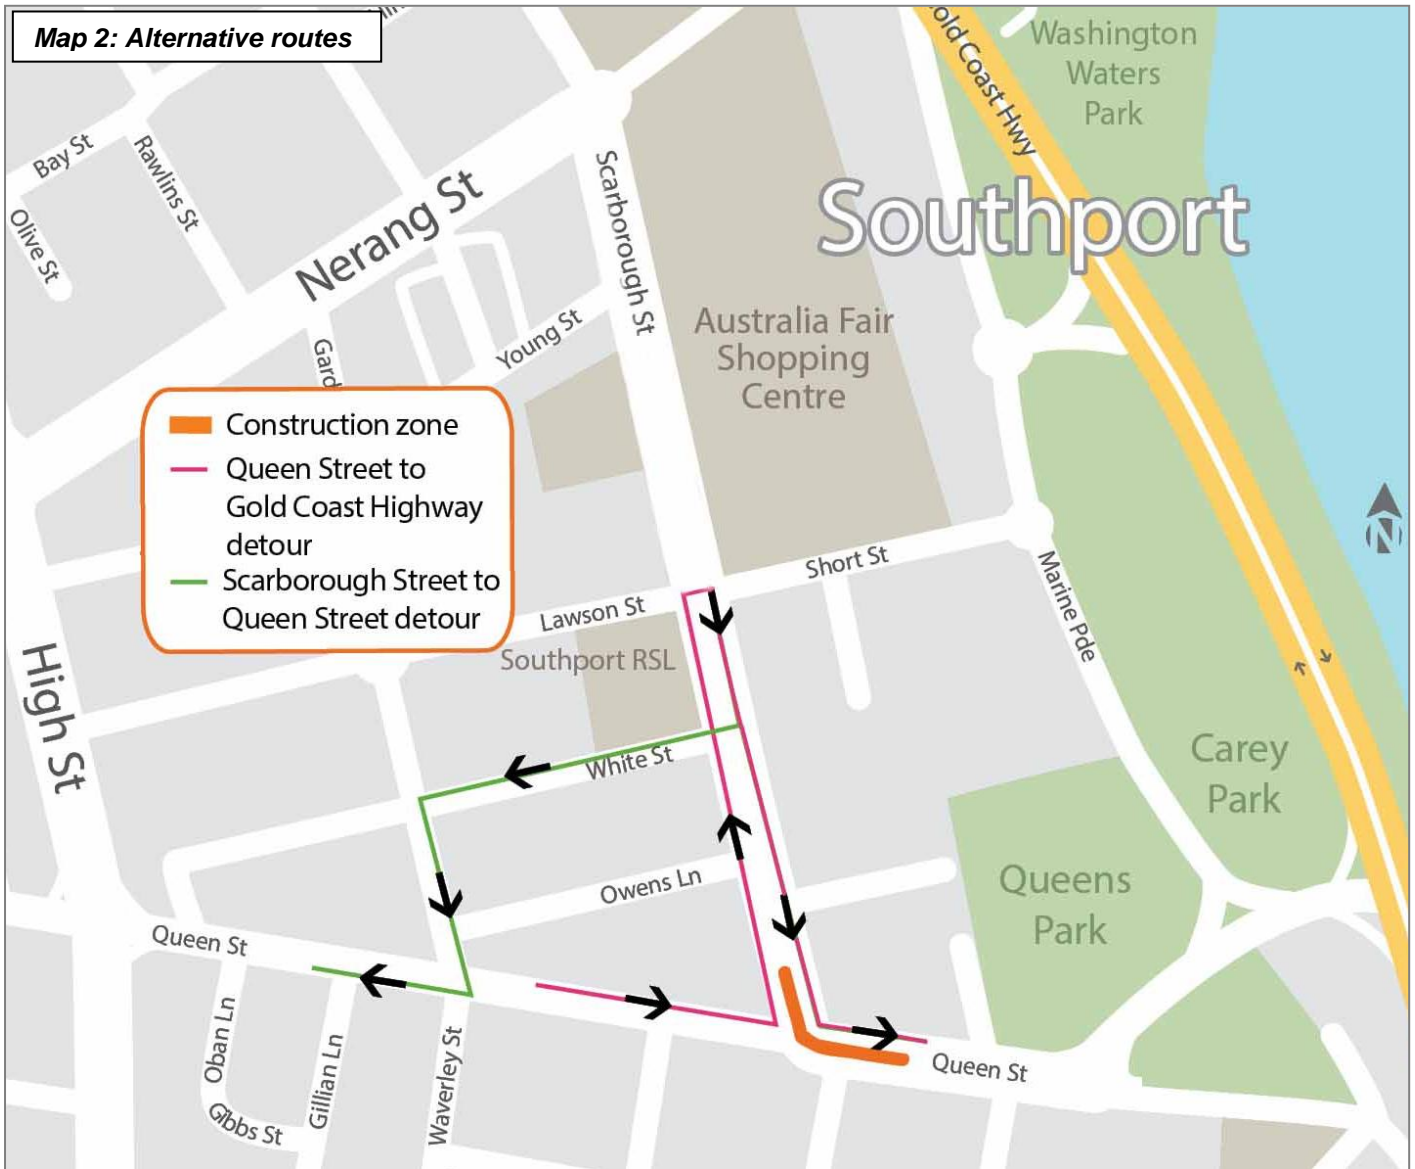 Map 2: Alternative routes
Gold Coast Hwy
Washington
Waters
Park
Bay St
Rawlins St
Olive St
Nerang St
Scarborough St
Southport
Australia Fair
Shopping
Centre
Young St
Gard
Construction zone
Queen Street to
Gold Coast Highway
detour
Scarborough Street to
Queen Street detour
N
Short St
Lawson St
Southport RSL
Marine Pde
High St
White St
Carey
Park
Owens Ln
Queens
Park
Queen St
Oban Ln
Gillian Ln
Waverley St
Gibbs St
Queen St